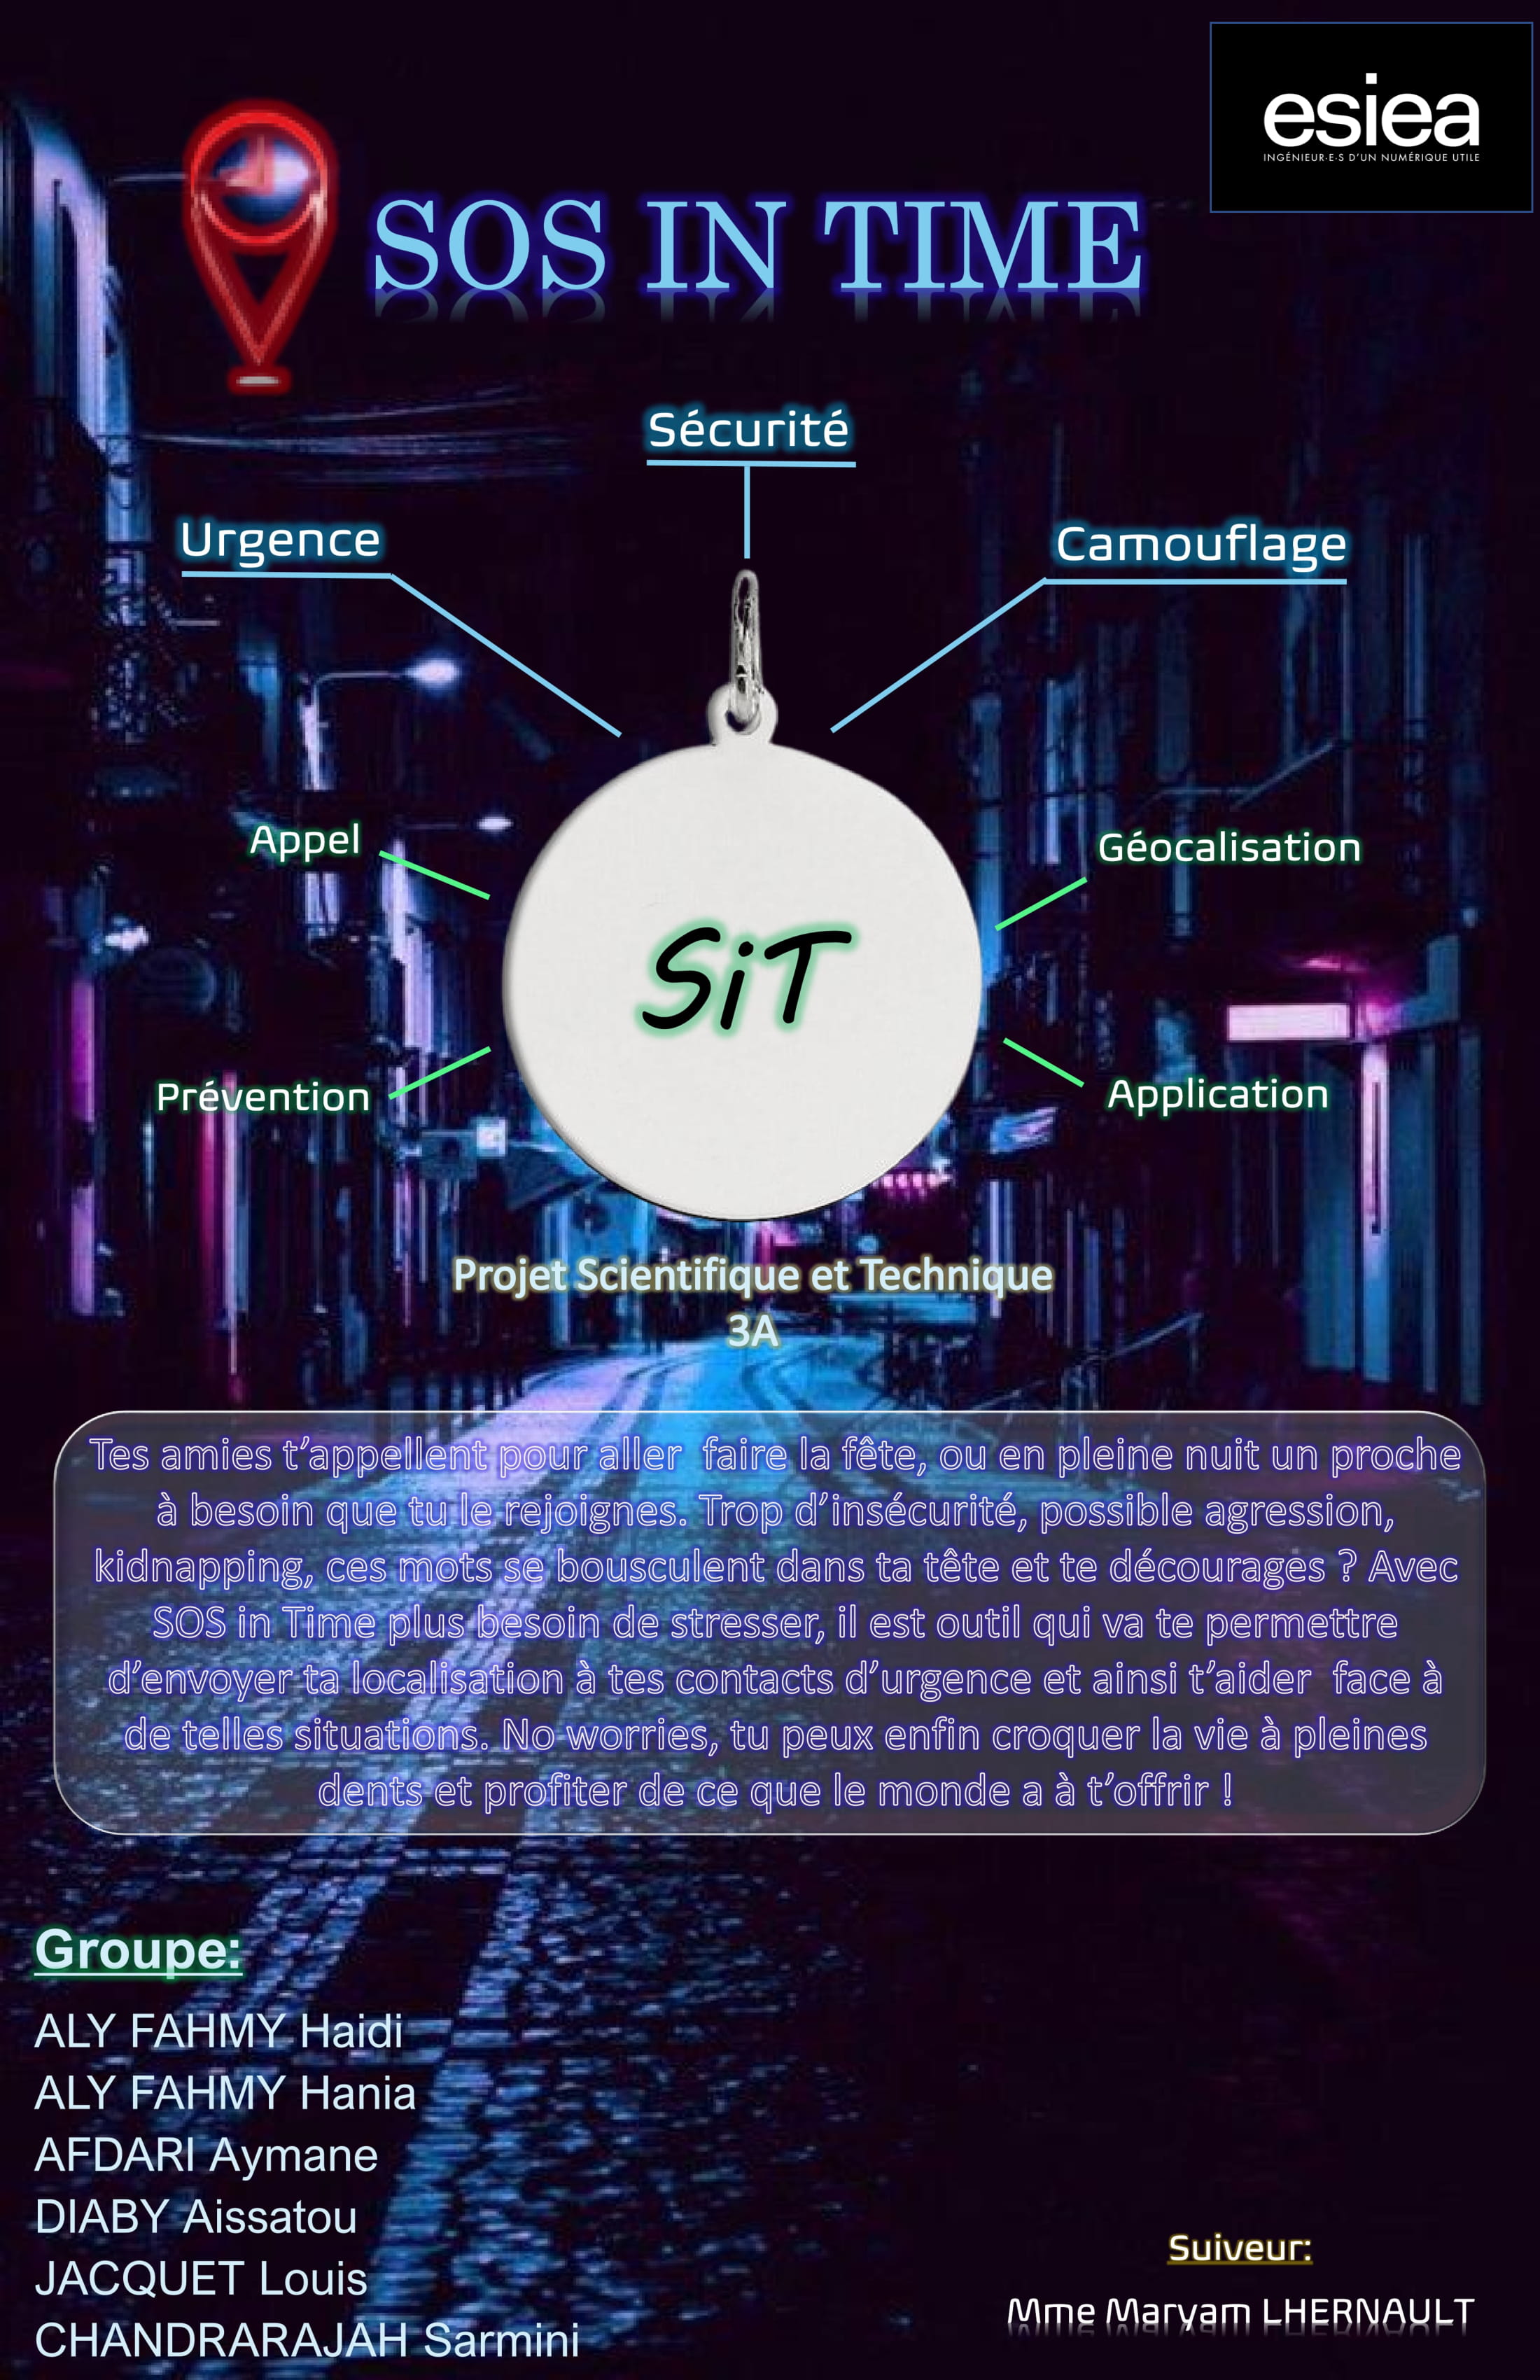 esiea
INGÉNIEUR·E·S D'UN NUMÉRIQUE UTILE
SOS IN TIME
Sécurité
Urgence
Camouflage
Appel
Géocalisation
SiT
Prévention
Application
Projet Scientifique et Technique
3A
Tes amies t’appellent pour aller faire la fête, ou en pleine nuit un proche
à besoin que tu le rejoignes. Trop d’insécurité, possible agression,
kidnapping, ces mots se bousculent dans ta tête et te décourages ? Avec
SOS in Time plus besoin de stresser, il est outil qui va te permettre
d’envoyer ta localisation à tes contacts d’urgence et ainsi t’aider face à
de telles situations. No worries, tu peux enfin croquer la vie à pleines
dents et profiter de ce que le monde a à t’offrir !
Groupe:
ALY FAHMY Haidi
ALY FAHMY Hania
AFDARI Aymane
DIABY Aissatou
JACQUET Louis
CHANDRARAJAH Sarmini
Suiveur:
Mme Maryam LHERNAULT